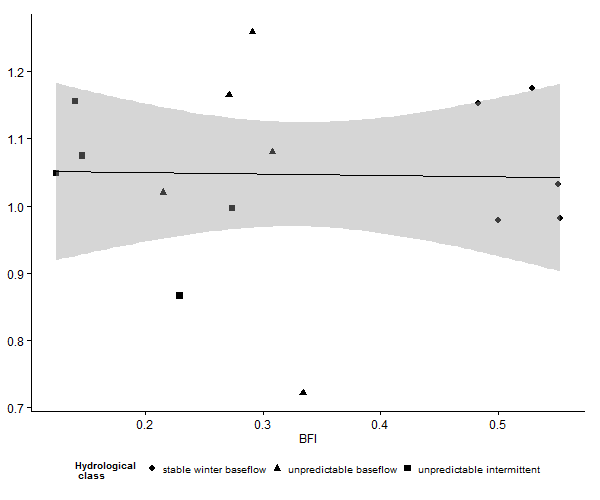 1.2
1.1
1.0
0.9
0.8
0.7
0.2 0.3 0.4 0.5
BFI
Hydrological
class
stable winter baseflow unpredictable baseflow unpredictable intermittent